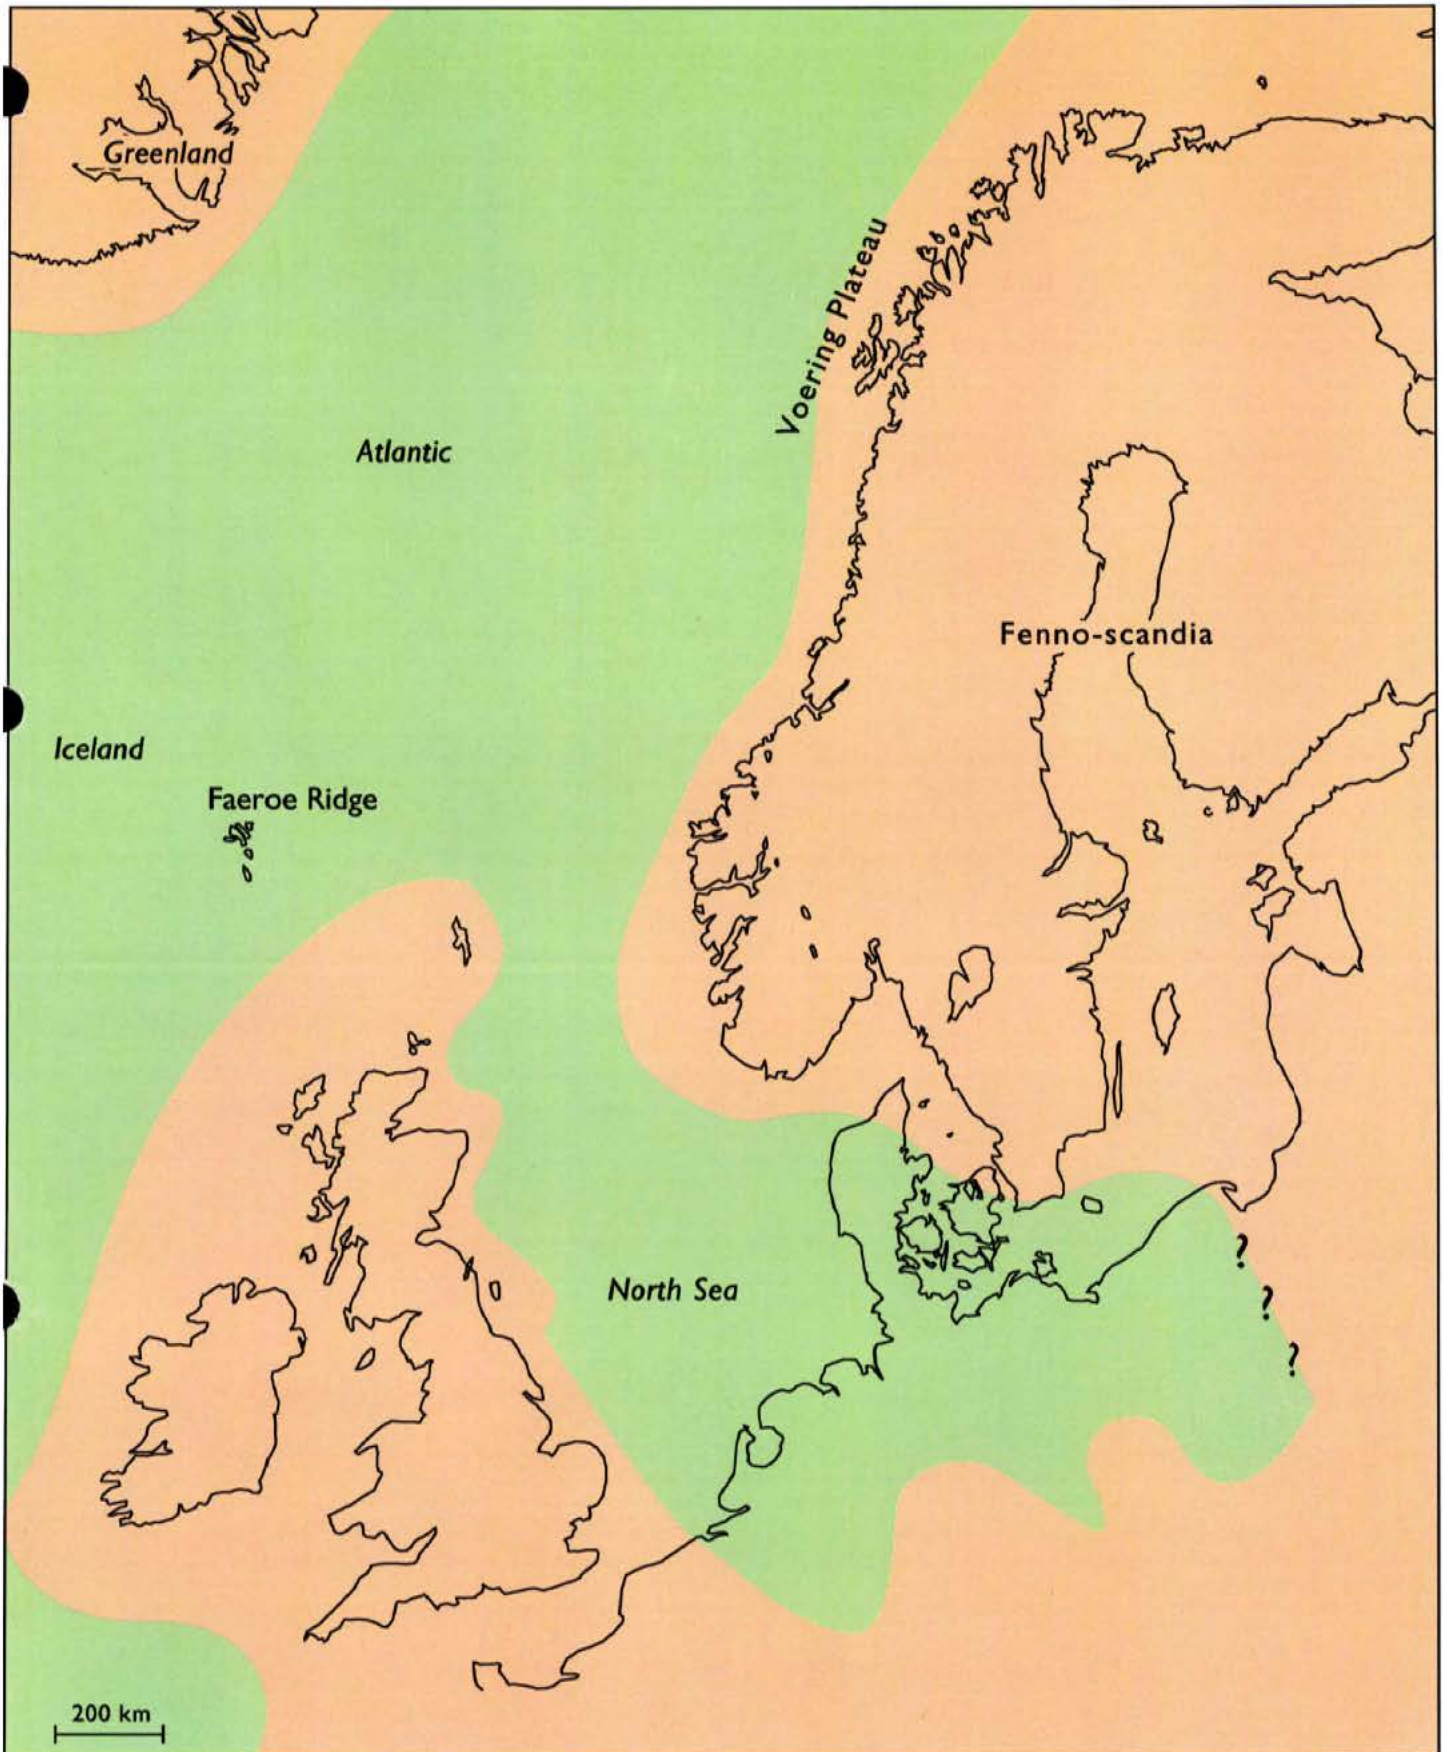 Greenland
Voering Plateau
Atlantic
Fenno-scandia
Iceland
Faeroe Ridge
North Sea
?
?
?
200 km